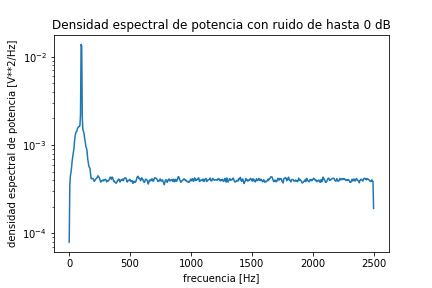 Densidad espectral de potencia con ruido de hasta 0 dB
densidad espectral de potencia [V**2/Hz]
10⁻²
10⁻³
10⁻⁴
0 500 1000 1500 2000 2500
frecuencia [Hz]